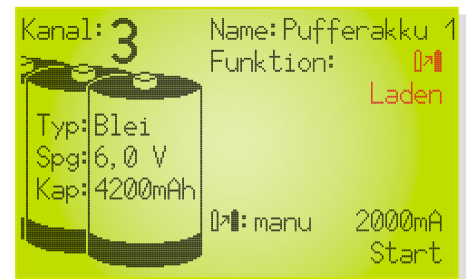 Kanal: 3
Name: Pufferakku 1
Funktion:
Laden
Typ: Blei
Spg: 6,0 V
Kap: 4200mAh
: manu 2000mA
Start